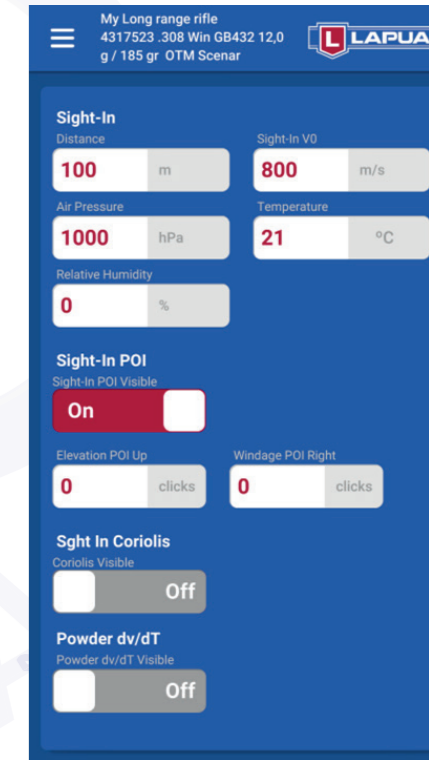 My Long range rifle
4317523 .308 Win GB432 12,0
g / 185 gr OTM Scenar
L LAPUA
Sight-In
Distance Sight-In V0
100 m 800 m/s
Air Pressure Temperature
1000 hPa 21 ºC
Relative Humidity
0 %
Sight-In POI
Sight-In POI Visible
On
Elevation POI Up Windage POI Right
0 clicks 0 clicks
Sght In Coriolis
Coriolis Visible
Off
Powder dv/dT
Powder dv/dT Visible
Off